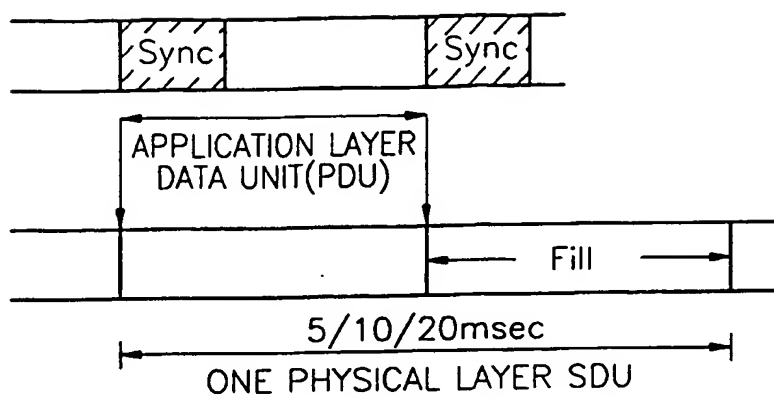 Sync Sync
APPLICATION LAYER
DATA UNIT(PDU)
Fill
5/10/20msec
ONE PHYSICAL LAYER SDU